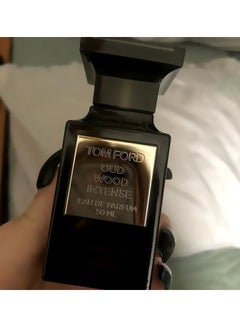 TOM FORD
OUD
WOOD
INTENSE
EAU DE PARFUM
50 ML